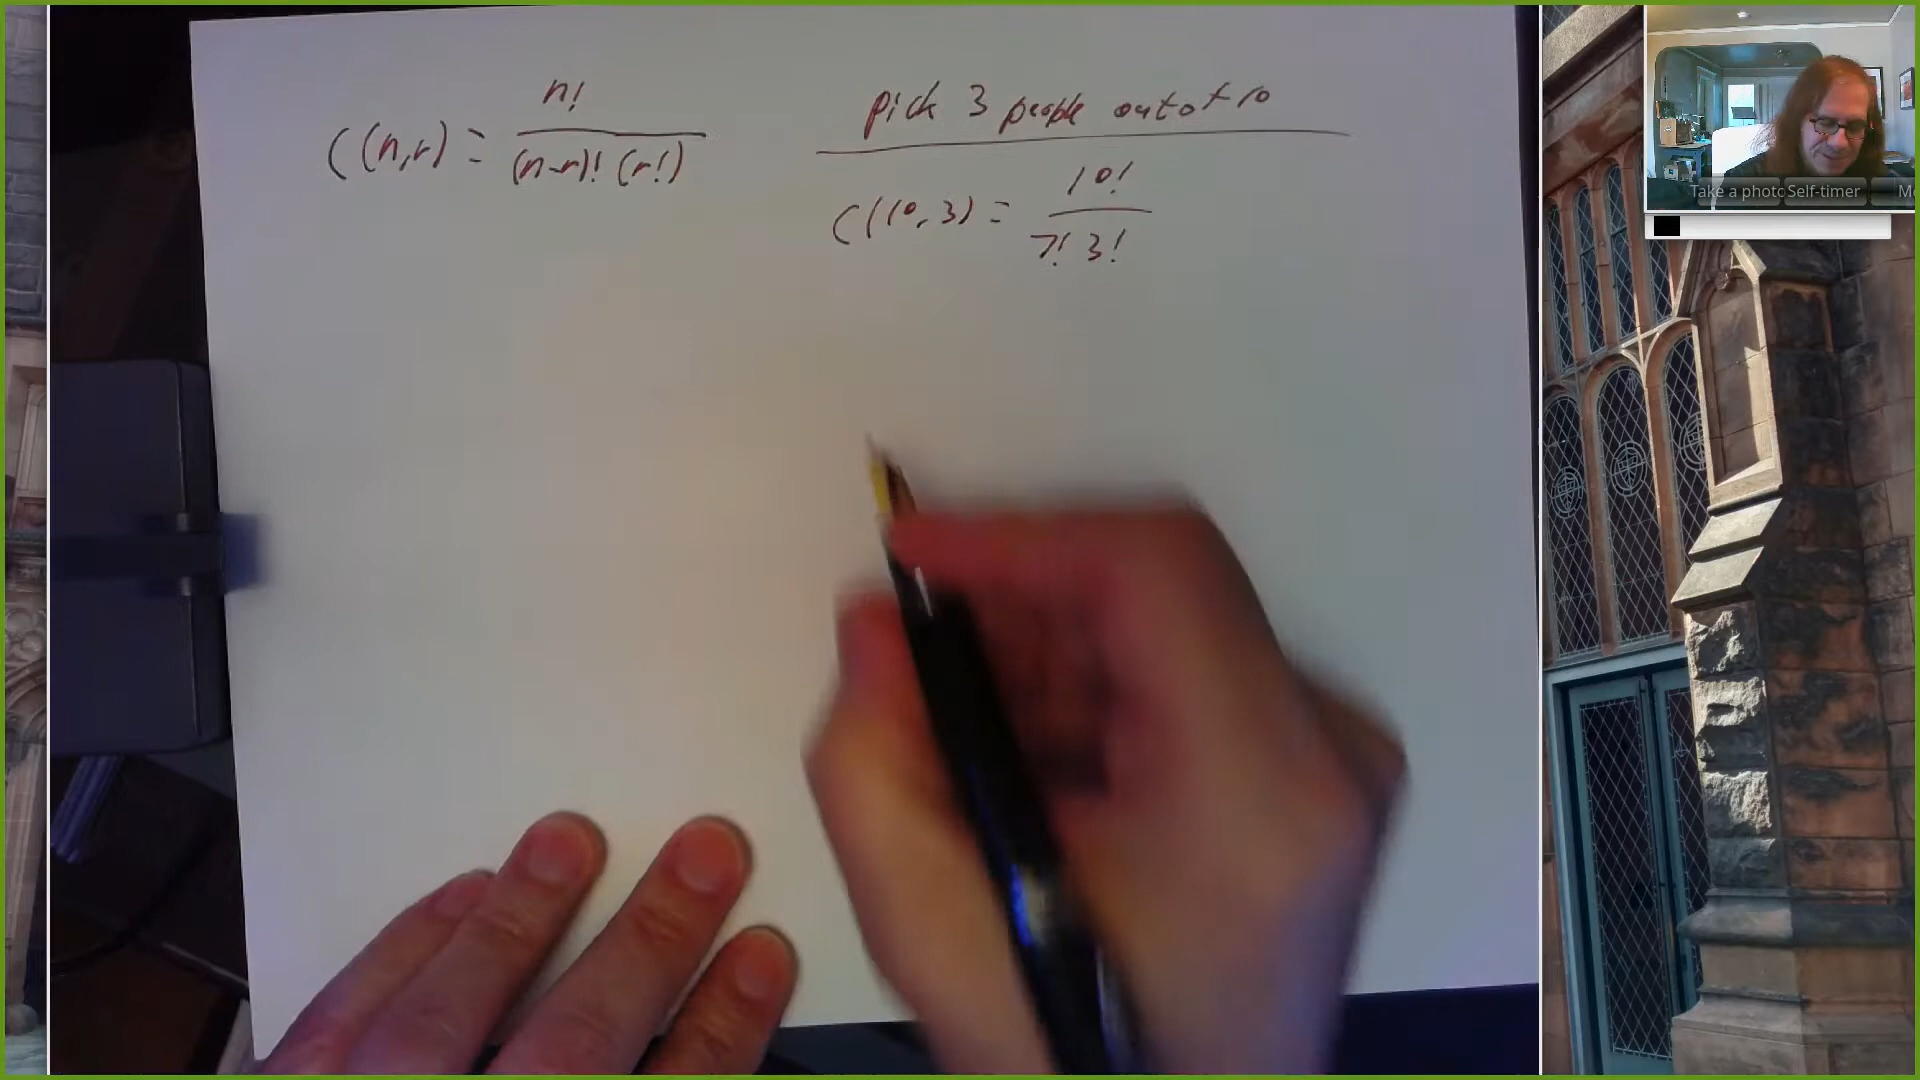 C(n,r) = n! / (n-r)! (r!)
pick 3 people out of 10
C(10,3) = 10! / 7! 3!
Take a photo Self-timer M